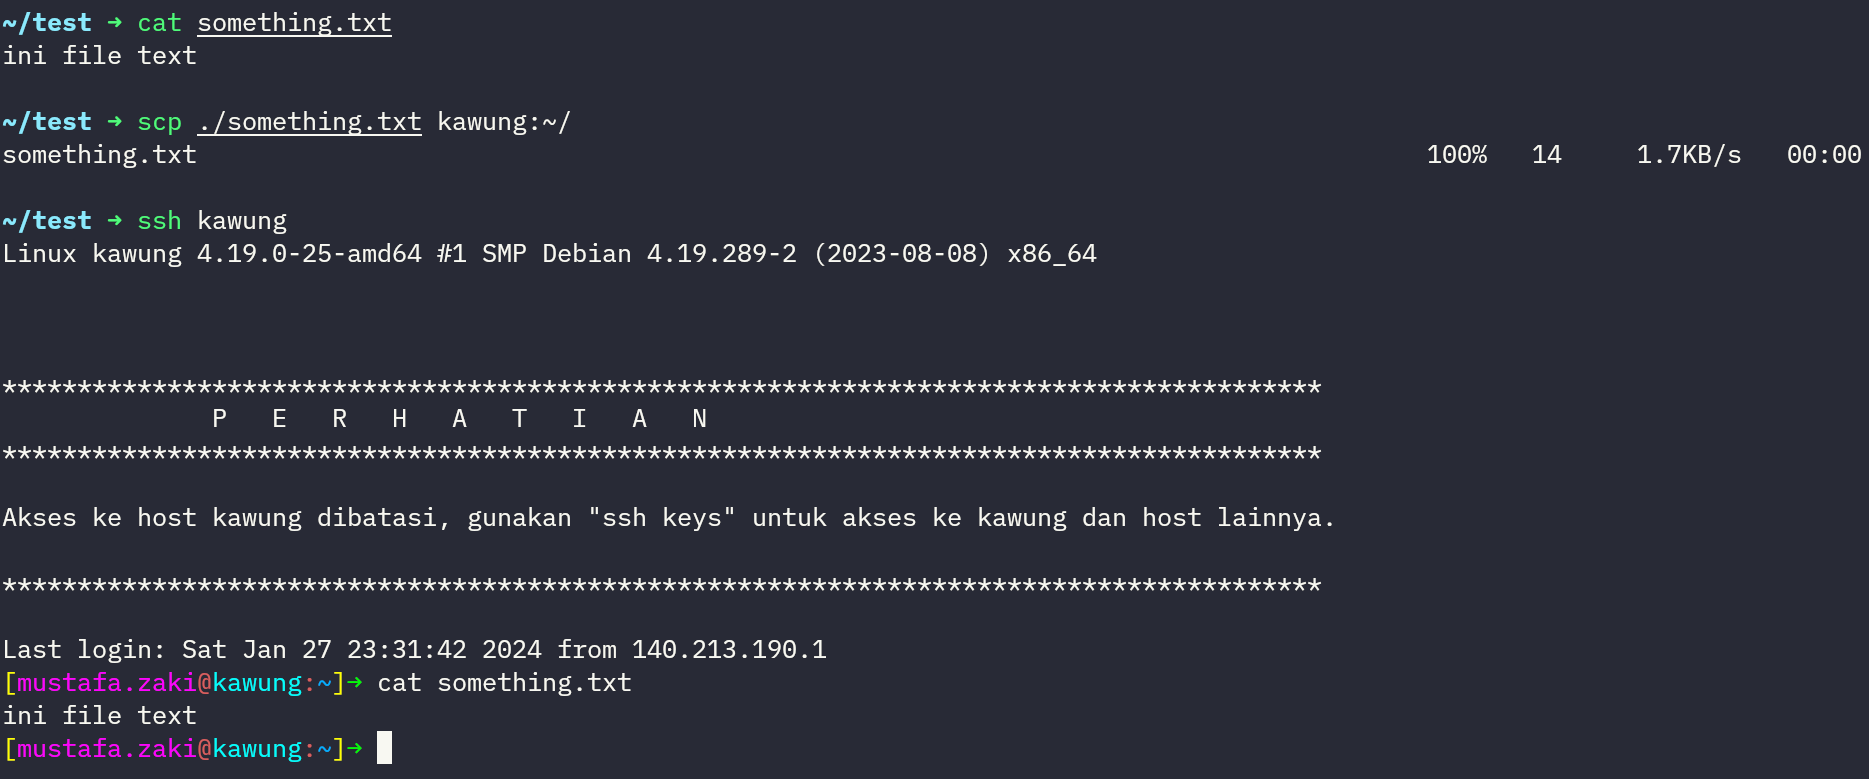 ~/test → cat something.txt
ini file text
~/test → scp ./something.txt kawung:~/
something.txt 100% 14 1.7KB/s 00:00
~/test → ssh kawung
Linux kawung 4.19.0-25-amd64 #1 SMP Debian 4.19.289-2 (2023-08-08) x86_64
****************************************************************************************
P E R H A T I A N
****************************************************************************************
Akses ke host kawung dibatasi, gunakan "ssh keys" untuk akses ke kawung dan host lainnya.
****************************************************************************************
Last login: Sat Jan 27 23:31:42 2024 from 140.213.190.1
[mustafa.zaki@kawung:~]→ cat something.txt
ini file text
[mustafa.zaki@kawung:~]→